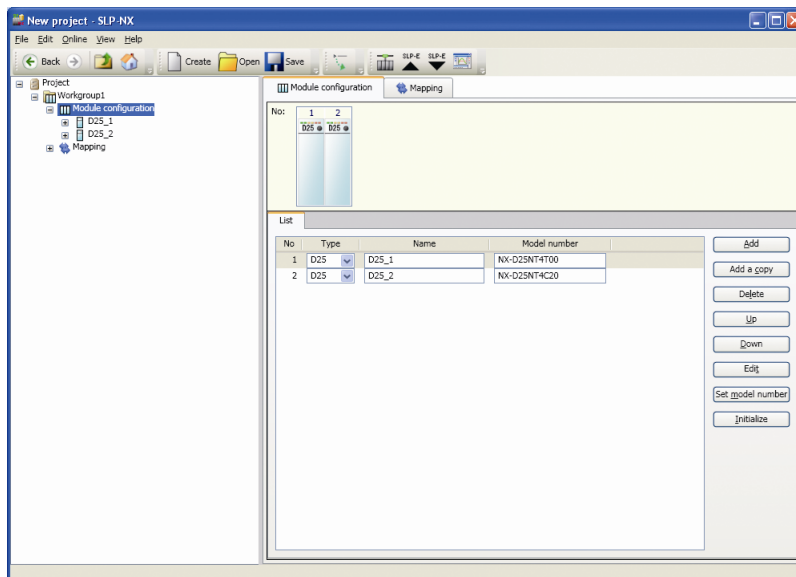 New project - SLP-NX
File Edit Online View Help
Back Create Open Save SLP-E SLP-E
Project
Workgroup1
Module configuration
D25_1
D25_2
Mapping
Module configuration Mapping
No: 1 2
D25 D25
List
No Type Name Model number
1 D25 D25_1 NX-D25NT4T00
2 D25 D25_2 NX-D25NT4C20
Add
Add a copy
Delete
Up
Down
Edit
Set model number
Initialize